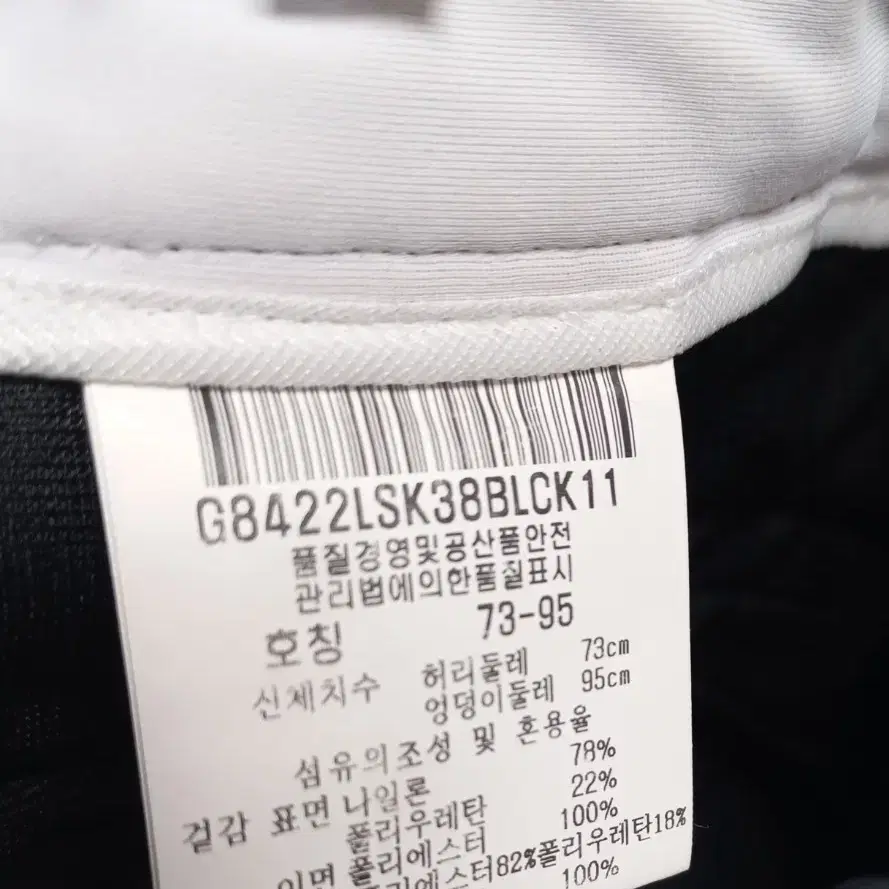 G8422LSK38BLCK11
품질경영및공산품안전
관리법에의한품질표시
호칭 73-95
신체치수 허리둘레 73cm
엉덩이둘레 95cm
섬유의조성 및 혼용율
겉감 표면 나일론 78%
폴리우레탄 22%
이면 폴리에스터 100%
폴리에스터82%폴리우레탄18%
100%